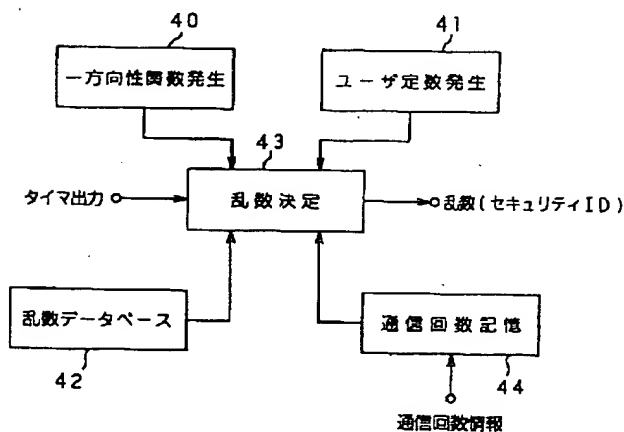 40
41
一方向性関数発生
ユーザ定数発生
43
タイマ出力
乱数決定
乱数(セキュリティID)
乱数データベース
通信回数記憶
42
44
通信回数情報